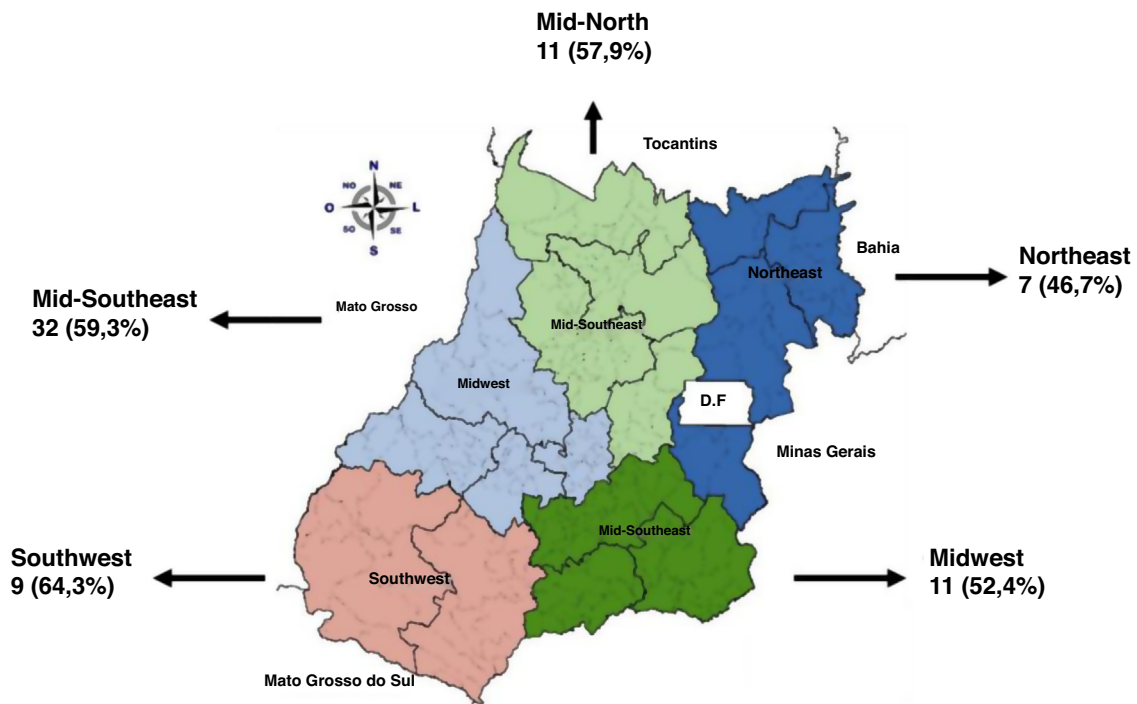 Mid-North
11 (57,9%)
Tocantins
N
NO
NE
O
L
SO
SE
S
Bahia
Northeast
Northeast
7 (46,7%)
Mid-Southeast
32 (59,3%)
Mato Grosso
Mid-Southeast
Midwest
D.F
Minas Gerais
Mid-Southeast
Southwest
9 (64,3%)
Southwest
Midwest
11 (52,4%)
Mato Grosso do Sul